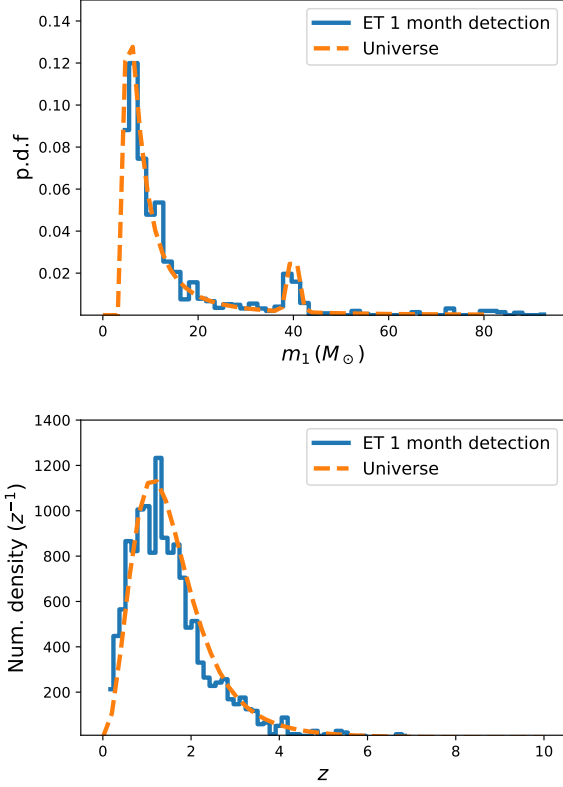 0.14
0.12
0.10
0.08
0.06
0.04
0.02
p.d.f
ET 1 month detection
Universe
0 20 40 60 80
m₁ (M⊙)
1400
1200
1000
800
600
400
200
Num. density (z⁻¹)
ET 1 month detection
Universe
0 2 4 6 8 10
z